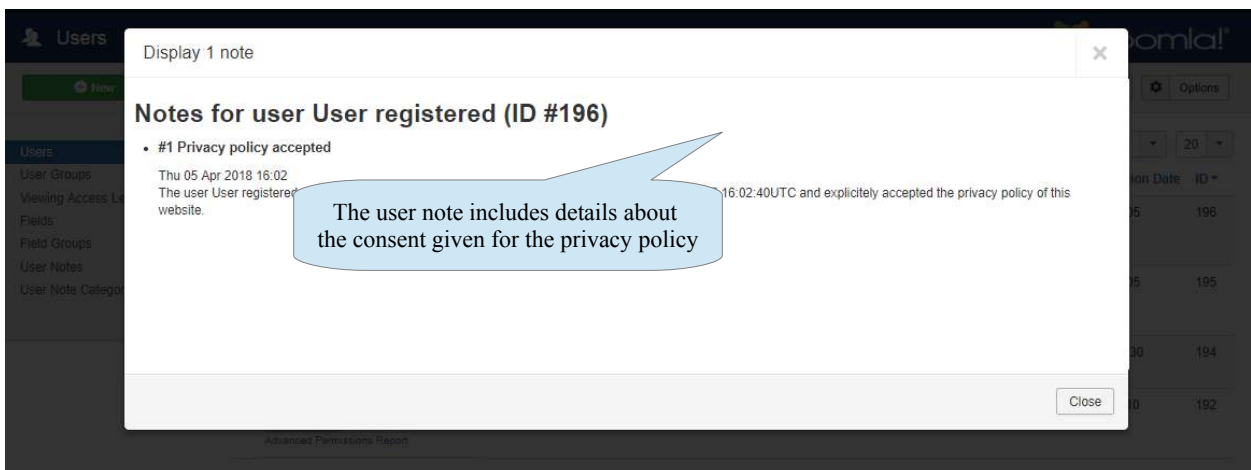 Users
Display 1 note
×
New
Options
Notes for user User registered (ID #196)
#1 Privacy policy accepted
Thu 05 Apr 2018 16:02
The user User registered 16:02:40UTC and explicitely accepted the privacy policy of this
website.
The user note includes details about
the consent given for the privacy policy
Users
User Groups
Viewing Access
Fields
Field Groups
User Notes
User Note
20
Date ID
196
195
194
192
Close
Advanced Permissions Report